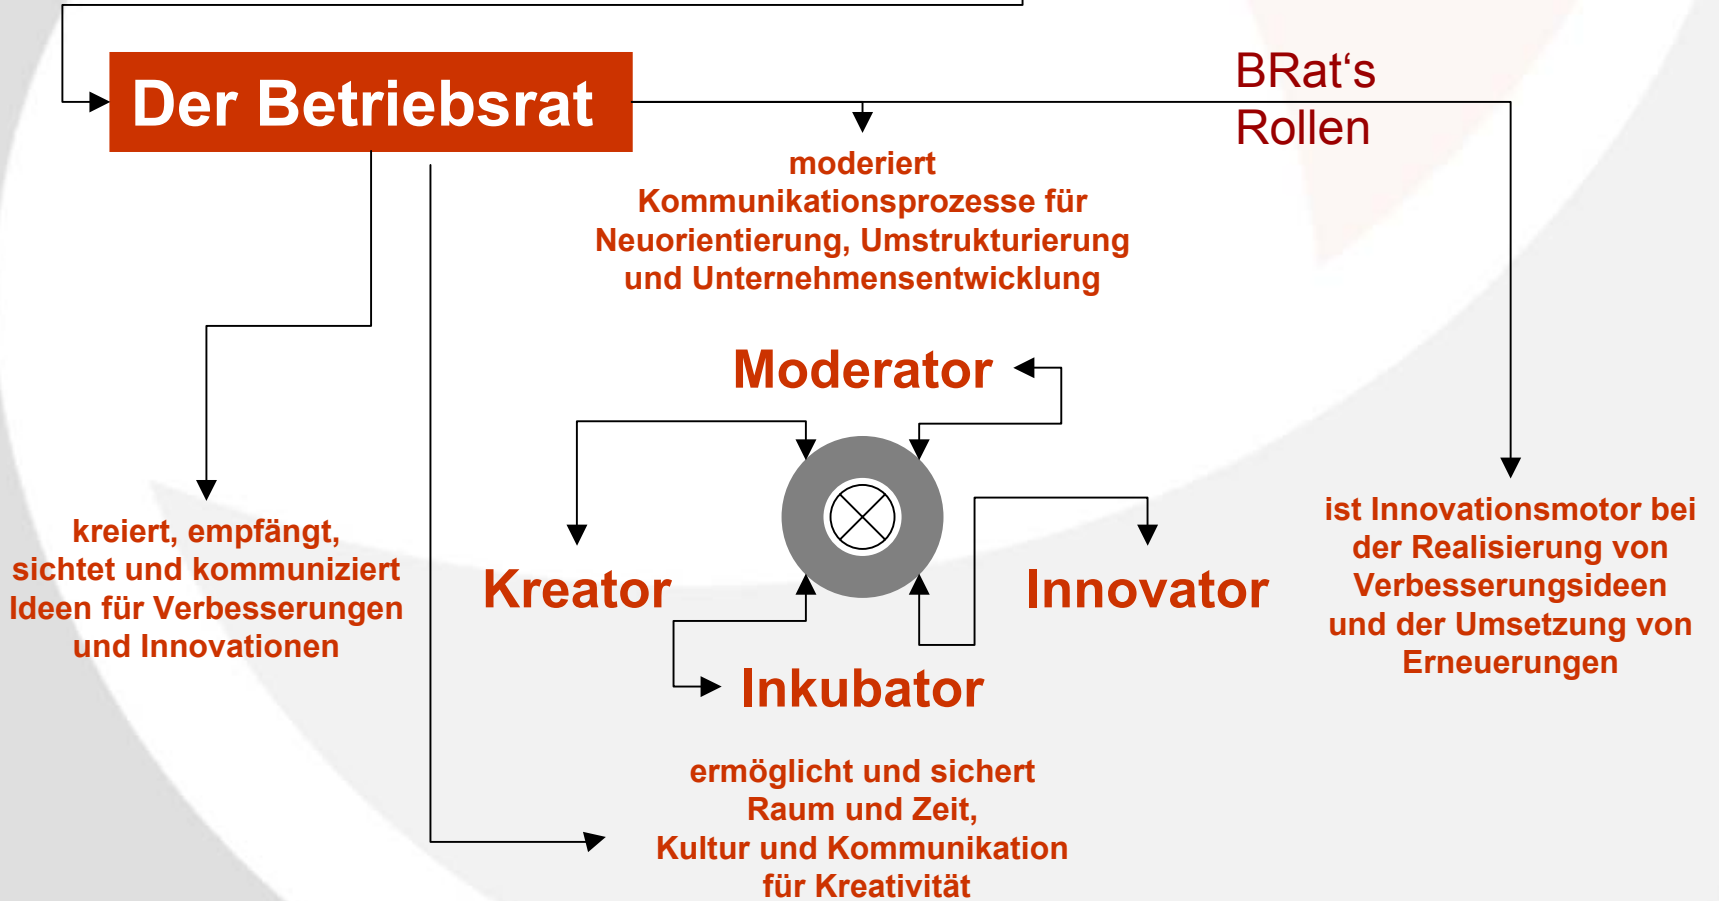 Der Betriebsrat
BRat‘s
Rollen
moderiert
Kommunikationsprozesse für
Neuorientierung, Umstrukturierung
und Unternehmensentwicklung
Moderator
kreiert, empfängt,
sichtet und kommuniziert
Ideen für Verbesserungen
und Innovationen
Kreator
Innovator
ist Innovationsmotor bei
der Realisierung von
Verbesserungsideen
und der Umsetzung von
Erneuerungen
Inkubator
ermöglicht und sichert
Raum und Zeit,
Kultur und Kommunikation
für Kreativität